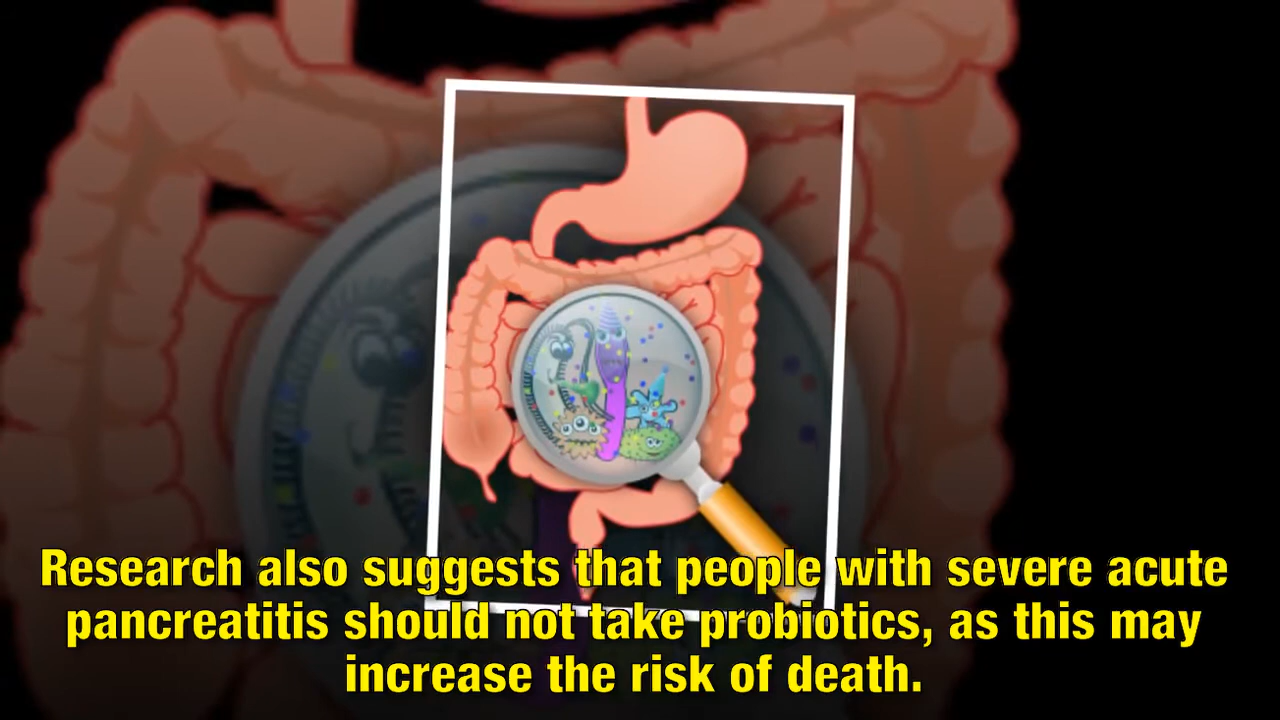 Research also suggests that people with severe acute
pancreatitis should not take probiotics, as this may
increase the risk of death.